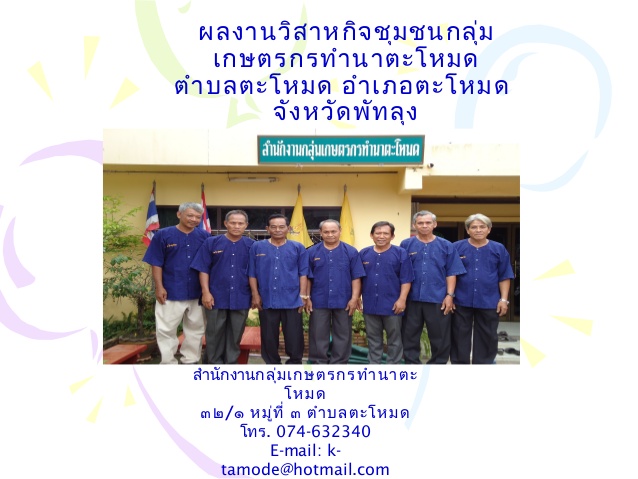 ผลงานวิสาหกิจชุมชนกลุ่ม
เกษตรกรทำนาตะโหมด
ตำบลตะโหมด อำเภอตะโหมด
จังหวัดพัทลุง
สำนักงานกลุ่มเกษตรกรทำนาตะโหมด
สำนักงานกลุ่มเกษตรกรทำนาตะ
โหมด
๓๒/๑ หมู่ที่ ๓ ตำบลตะโหมด
โทร. 074-632340
E-mail: k-
tamode@hotmail.com